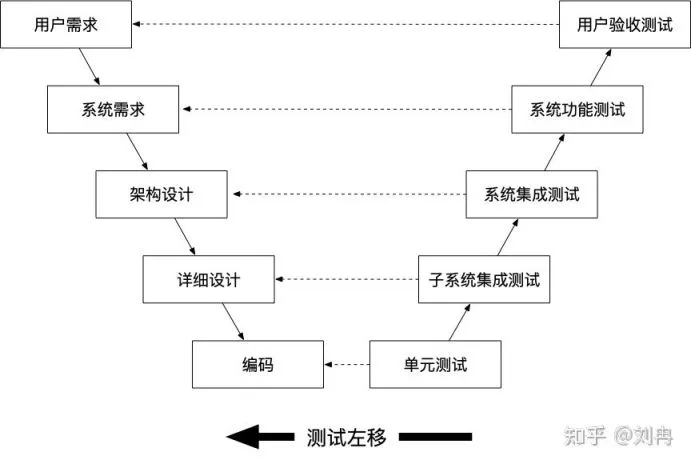 用户需求
用户验收测试
系统需求
系统功能测试
架构设计
系统集成测试
详细设计
子系统集成测试
编码
单元测试
测试左移
知乎 @刘冉